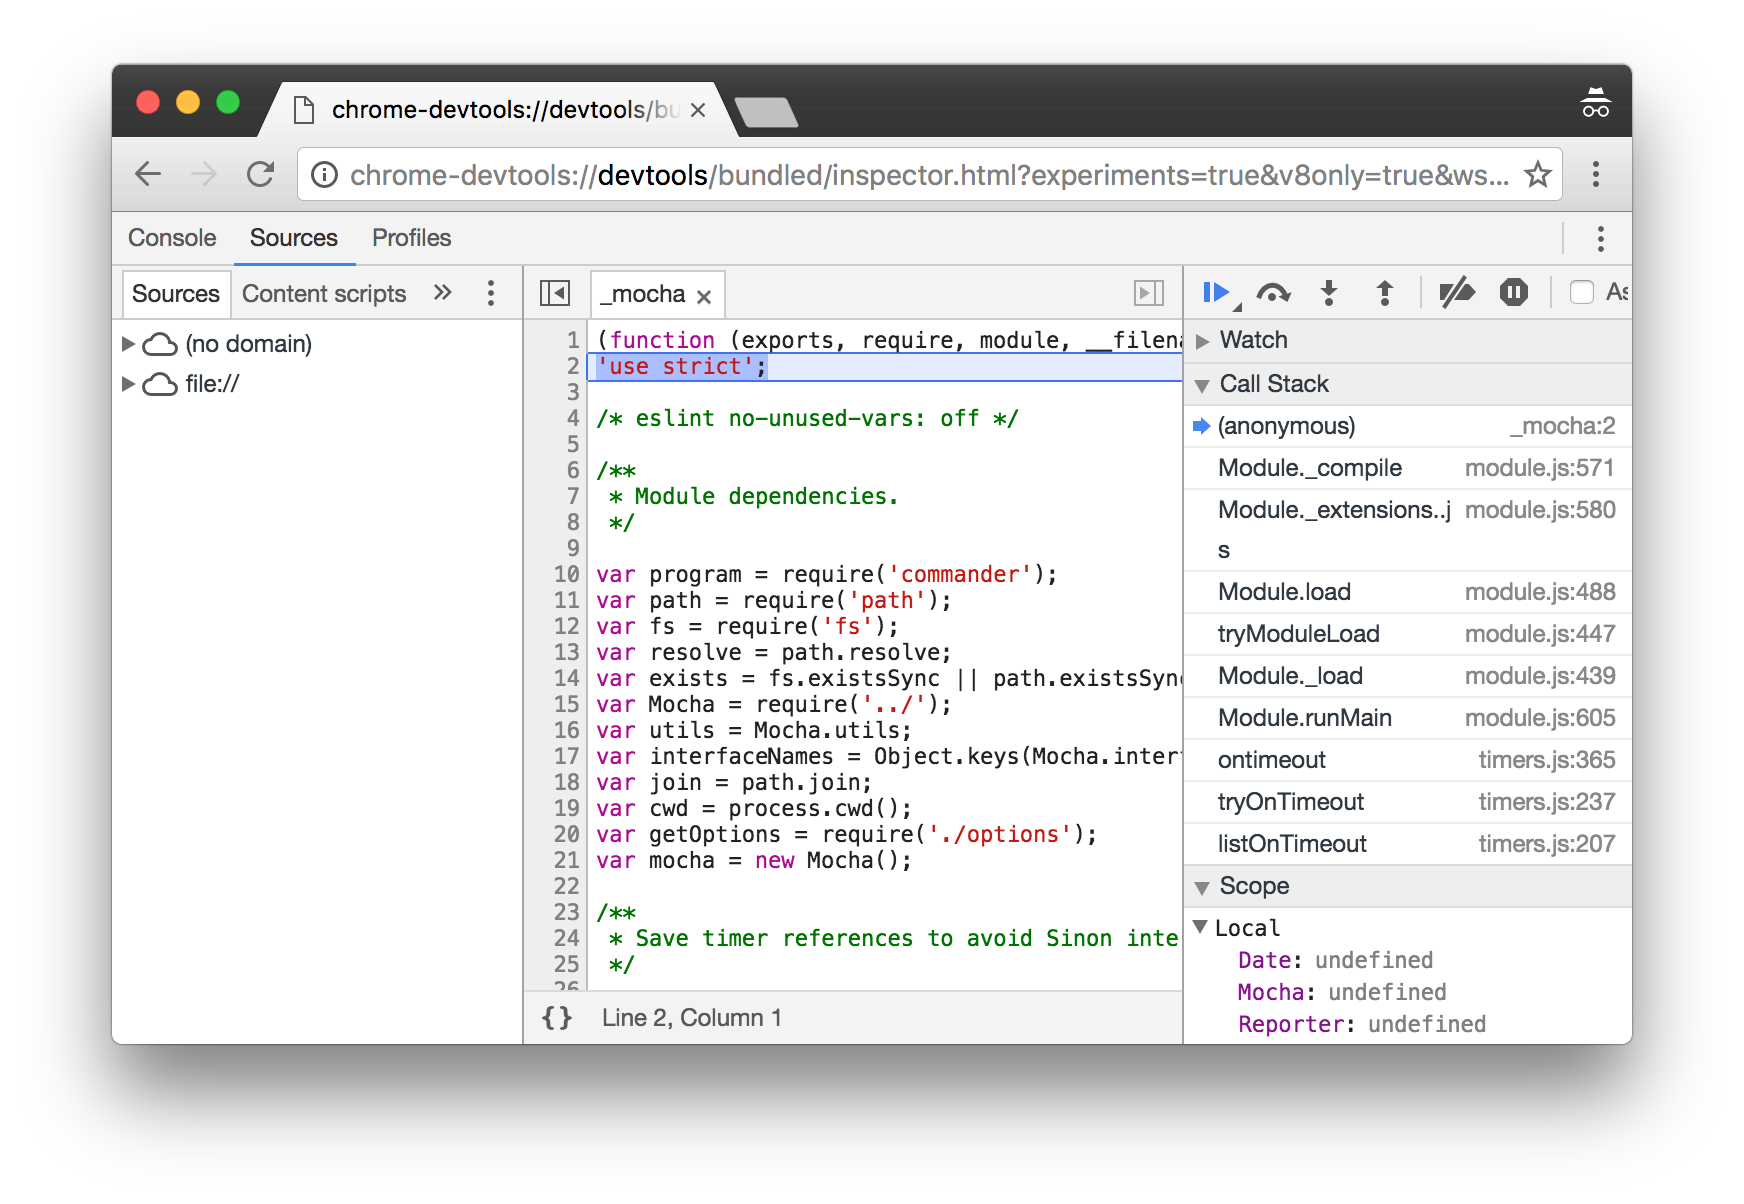 chrome-devtools://devtools/bu
chrome-devtools://devtools/bundled/inspector.html?experiments=true&v8only=true&ws...
Console Sources Profiles
Sources Content scripts »
(no domain)
file://
_mocha
1 (function (exports, require, module, __filena
2 'use strict';
3
4 /* eslint no-unused-vars: off */
5
6 /**
7 * Module dependencies.
8 */
9
10 var program = require('commander');
11 var path = require('path');
12 var fs = require('fs');
13 var resolve = path.resolve;
14 var exists = fs.existsSync || path.existsSync
15 var Mocha = require('../');
16 var utils = Mocha.utils;
17 var interfaceNames = Object.keys(Mocha.interf
18 var join = path.join;
19 var cwd = process.cwd();
20 var getOptions = require('./options');
21 var mocha = new Mocha();
22
23 /**
24 * Save timer references to avoid Sinon inte
25 */
26
{} Line 2, Column 1
As
Watch
Call Stack
(anonymous) _mocha:2
Module._compile module.js:571
Module._extensions..j module.js:580
s
Module.load module.js:488
tryModuleLoad module.js:447
Module._load module.js:439
Module.runMain module.js:605
ontimeout timers.js:365
tryOnTimeout timers.js:237
listOnTimeout timers.js:207
Scope
Local
Date: undefined
Mocha: undefined
Reporter: undefined